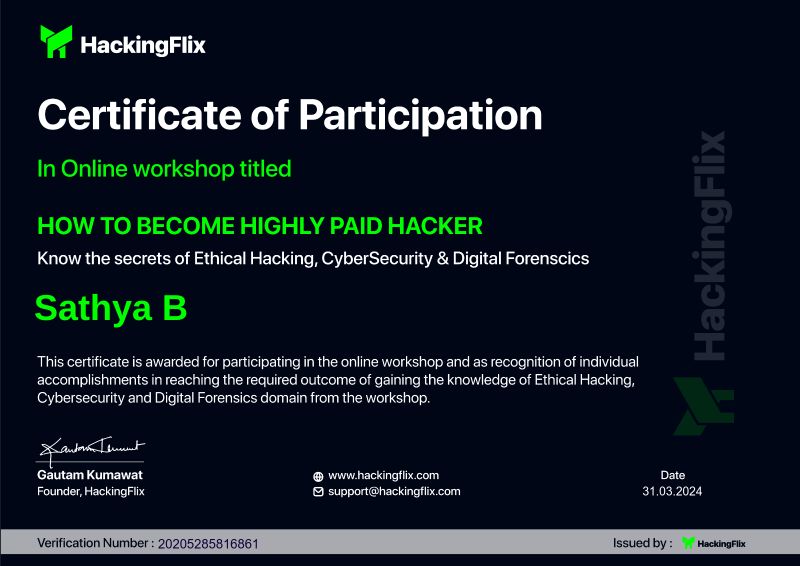 HackingFlix
Certificate of Participation
In Online workshop titled
HOW TO BECOME HIGHLY PAID HACKER
Know the secrets of Ethical Hacking, CyberSecurity & Digital Forenscics
Sathya B
This certificate is awarded for participating in the online workshop and as recognition of individual
accomplishments in reaching the required outcome of gaining the knowledge of Ethical Hacking,
Cybersecurity and Digital Forensics domain from the workshop.
Gautam Kumawat
Founder, HackingFlix
www.hackingflix.com
support@hackingflix.com
Date
31.03.2024
HackingFlix
Verification Number : 20205285816861
Issued by : HackingFlix